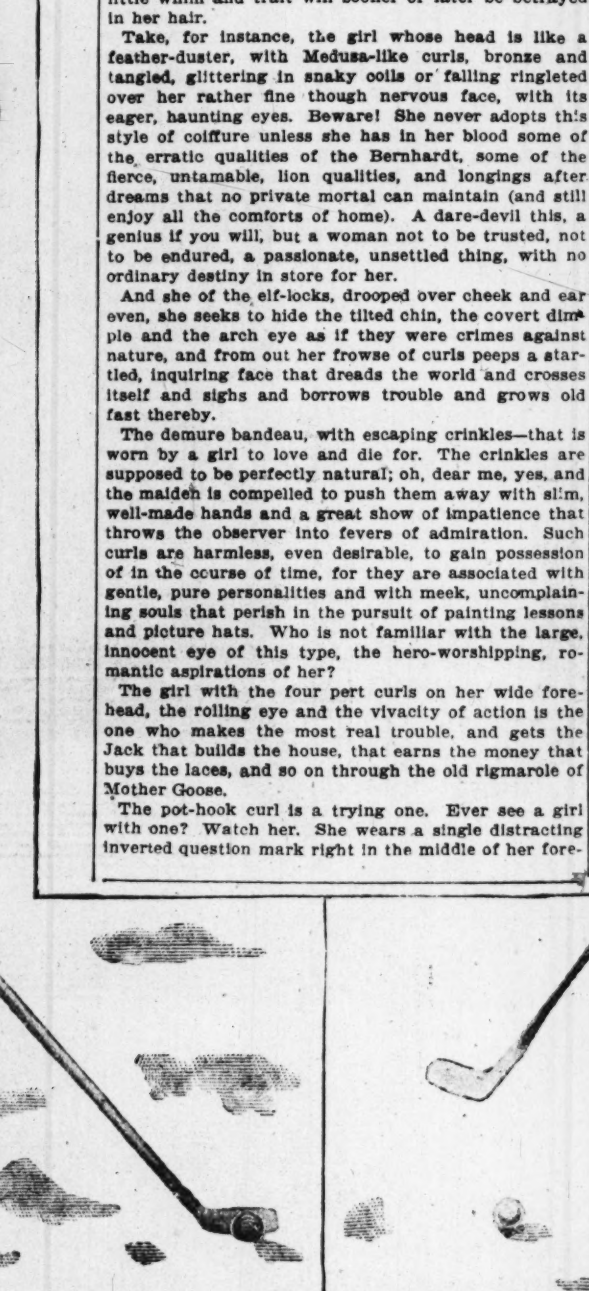 little whim and trait will sooner or later be betrayed
in her hair.
Take, for instance, the girl whose head is like a
feather-duster, with Medusa-like curls, bronze and
tangled, glittering in snaky coils or falling ringleted
over her rather fine though nervous face, with its
eager, haunting eyes. Beware! She never adopts this
style of coiffure unless she has in her blood some of
the erratic qualities of the Bernhardt, some of the
fierce, untamable, lion qualities, and longings after
dreams that no private mortal can maintain (and still
enjoy all the comforts of home). A dare-devil this, a
genius if you will, but a woman not to be trusted, not
to be endured, a passionate, unsettled thing, with no
ordinary destiny in store for her.
And she of the elf-locks, drooped over cheek and ear
even, she seeks to hide the tilted chin, the covert dim-
ple and the arch eye as if they were crimes against
nature, and from out her frowse of curls peeps a star-
tled, inquiring face that dreads the world and crosses
itself and sighs and borrows trouble and grows old
fast thereby.
The demure bandeau, with escaping crinkles—that is
worn by a girl to love and die for. The crinkles are
supposed to be perfectly natural; oh, dear me, yes, and
the maiden is compelled to push them away with slim,
well-made hands and a great show of impatience that
throws the observer into fevers of admiration. Such
curls are harmless, even desirable, to gain possession
of in the course of time, for they are associated with
gentle, pure personalities and with meek, uncomplain-
ing souls that perish in the pursuit of painting lessons
and picture hats. Who is not familiar with the large,
innocent eye of this type, the hero-worshipping, ro-
mantic aspirations of her?
The girl with the four pert curls on her wide fore-
head, the rolling eye and the vivacity of action is the
one who makes the most real trouble, and gets the
Jack that builds the house, that earns the money that
buys the laces, and so on through the old rigmarole of
Mother Goose.
The pot-hook curl is a trying one. Ever see a girl
with one? Watch her. She wears a single distracting
inverted question mark right in the middle of her fore-